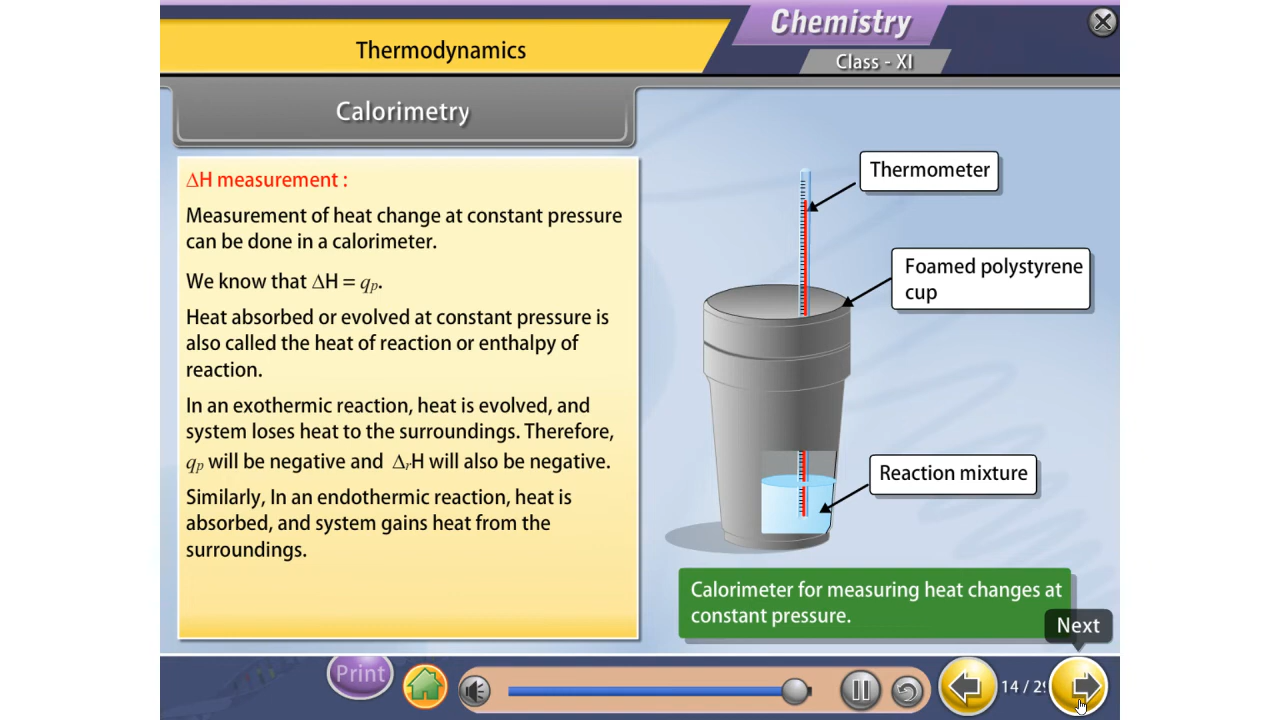 Chemistry
Thermodynamics
Class - XI
Calorimetry
ΔH measurement :
Measurement of heat change at constant pressure
can be done in a calorimeter.
We know that ΔH = qₚ.
Heat absorbed or evolved at constant pressure is
also called the heat of reaction or enthalpy of
reaction.
In an exothermic reaction, heat is evolved, and
system loses heat to the surroundings. Therefore,
qₚ will be negative and ΔᵣH will also be negative.
Similarly, In an endothermic reaction, heat is
absorbed, and system gains heat from the
surroundings.
Thermometer
Foamed polystyrene
cup
Reaction mixture
Calorimeter for measuring heat changes at
constant pressure.
Next
Print
14 / 29